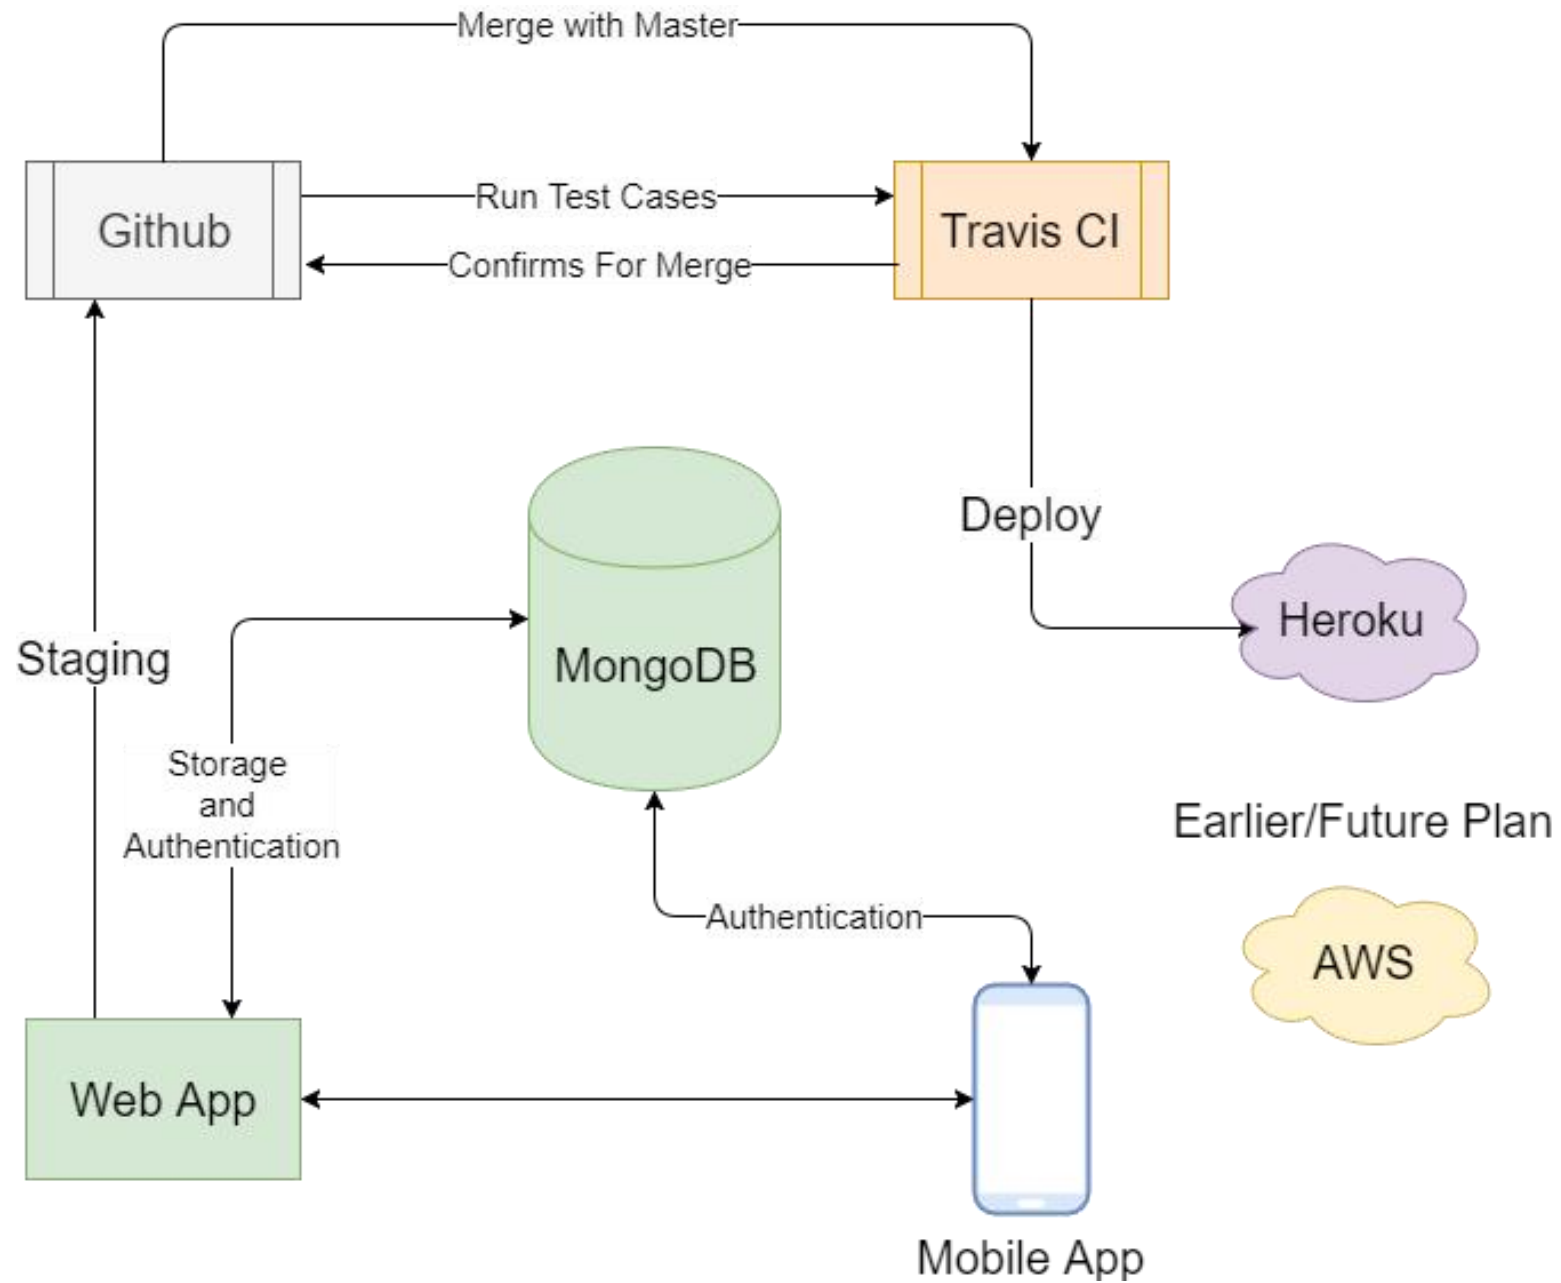 Merge with Master
Github
Run Test Cases
Travis CI
Confirms For Merge
Deploy
Heroku
MongoDB
Staging
Storage
and
Authentication
Earlier/Future Plan
Authentication
AWS
Web App
Mobile App